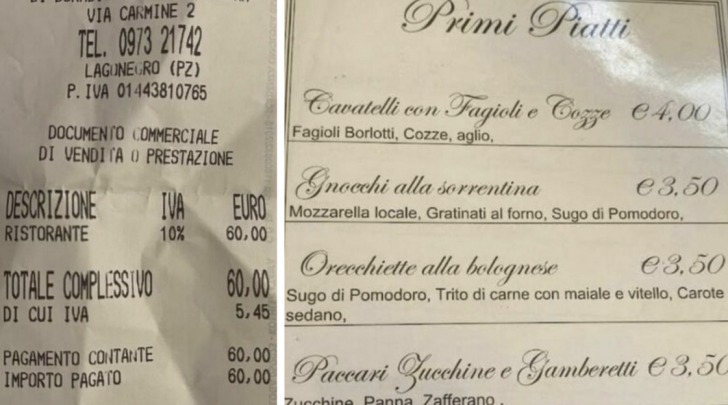 VIA CARMINE 2
TEL. 0973 21742
LAGONEGRO (PZ)
P. IVA 01443810765
DOCUMENTO COMMERCIALE
DI VENDITA O PRESTAZIONE
DESCRIZIONE IVA EURO
RISTORANTE 10% 60,00
TOTALE COMPLESSIVO 60,00
DI CUI IVA 5,45
PAGAMENTO CONTANTE 60,00
IMPORTO PAGATO 60,00
Primi Piatti
Cavatelli con Fagioli e Cozze €4,00
Fagioli Borlotti, Cozze, aglio,
Gnocchi alla sorrentina €3,50
Mozzarella locale, Gratinati al forno, Sugo di Pomodoro,
Orecchiette alla bolognese €3,50
Sugo di Pomodoro, Trito di carne con maiale e vitello, Carote
sedano,
Paccari Zucchine e Gamberetti €3,50
Zucchine, Panna, Zafferano,